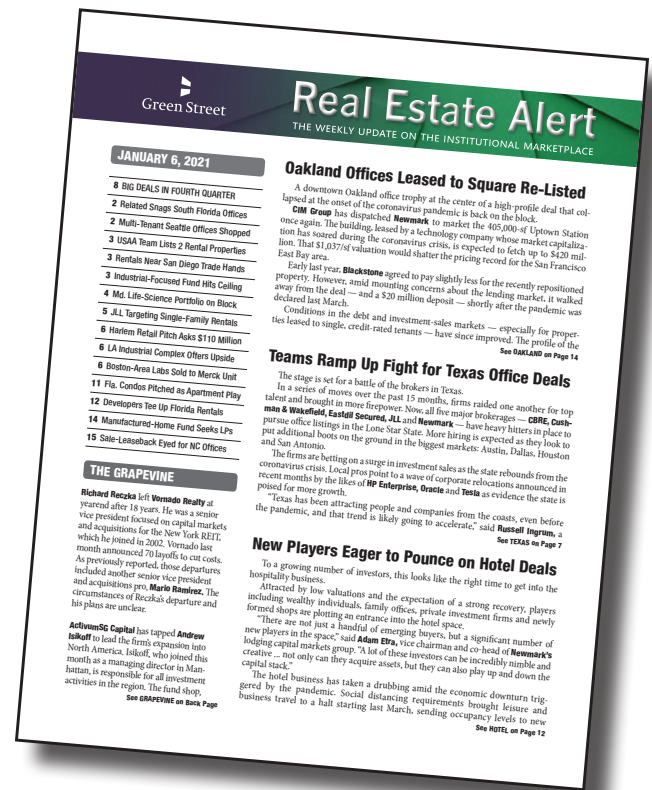 Green Street
Real Estate Alert
THE WEEKLY UPDATE ON THE INSTITUTIONAL MARKETPLACE
JANUARY 6, 2021
8 BIG DEALS IN FOURTH QUARTER
2 Related Snags South Florida Offices
2 Multi-Tenant Seattle Offices Shopped
3 USAA Team Lists 2 Rental Properties
3 Rentals Near San Diego Trade Hands
3 Industrial-Focused Fund Hits Ceiling
4 Md. Life-Science Portfolio on Block
5 JLL Targeting Single-Family Rentals
6 Harlem Retail Pitch Asks $110 Million
6 LA Industrial Complex Offers Upside
6 Boston-Area Labs Sold to Merck Unit
11 Fla. Condos Pitched as Apartment Play
12 Developers Tee Up Florida Rentals
14 Manufactured-Home Fund Seeks LPs
15 Sale-Leaseback Eyed for NC Offices
THE GRAPEVINE
Richard Reczka left Vornado Realty at
yearend after 18 years. He was a senior
vice president focused on capital markets
and acquisitions for the New York REIT,
which he joined in 2002. Vornado last
month announced 70 layoffs to cut costs.
As previously reported, those departures
included another senior vice president
and acquisitions pro, Mario Ramirez. The
circumstances of Reczka's departure and
his plans are unclear.
ActivumSG Capital has tapped Andrew
Isikoff to lead the firm's expansion into
North America. Isikoff, who joined this
month as a managing director in Man-
hattan, is responsible for all investment
activities in the region. The fund shop,
See GRAPEVINE on Back Page
Oakland Offices Leased to Square Re-Listed
A downtown Oakland office trophy at the center of a high-profile deal that col-
lapsed at the onset of the coronavirus pandemic is back on the block.
CIM Group has dispatched Newmark to market the 405,000-sf Uptown Station
once again. The building, leased by a technology company whose market capitaliza-
tion has soared during the coronavirus crisis, is expected to fetch up to $420 mil-
lion. That $1,037/sf valuation would shatter the pricing record for the San Francisco
East Bay area.
Early last year, Blackstone agreed to pay slightly less for the recently repositioned
property. However, amid mounting concerns about the lending market, it walked
away from the deal — and a $20 million deposit — shortly after the pandemic was
declared last March.
Conditions in the debt and investment-sales markets — especially for proper-
ties leased to single, credit-rated tenants — have since improved. The profile of the
See OAKLAND on Page 14
Teams Ramp Up Fight for Texas Office Deals
The stage is set for a battle of the brokers in Texas.
In a series of moves over the past 15 months, firms raided one another for top
talent and brought in more firepower. Now, all five major brokerages — CBRE, Cush-
man & Wakefield, Eastdil Secured, JLL and Newmark — have heavy hitters in place to
pursue office listings in the Lone Star State. More hiring is expected as they look to
put additional boots on the ground in the biggest markets: Austin, Dallas, Houston
and San Antonio.
The firms are betting on a surge in investment sales as the state rebounds from the
coronavirus crisis. Local pros point to a wave of corporate relocations announced in
recent months by the likes of HP Enterprise, Oracle and Tesla as evidence the state is
poised for more growth.
"Texas has been attracting people and companies from the coasts, even before
the pandemic, and that trend is likely going to accelerate," said Russell Ingrum, a
See TEXAS on Page 7
New Players Eager to Pounce on Hotel Deals
To a growing number of investors, this looks like the right time to get into the
hospitality business.
Attracted by low valuations and the expectation of a strong recovery, players
including wealthy individuals, family offices, private investment firms and newly
formed shops are plotting an entrance into the hotel space.
"There are not just a handful of emerging buyers, but a significant number of
new players in the space," said Adam Etra, vice chairman and co-head of Newmark's
lodging capital markets group. "A lot of these investors can be incredibly nimble and
creative ... not only can they acquire assets, but they can also play up and down the
capital stack."
The hotel business has taken a drubbing amid the economic downturn trig-
gered by the pandemic. Social distancing requirements brought leisure and
business travel to a halt starting last March, sending occupancy levels to new
See HOTEL on Page 12